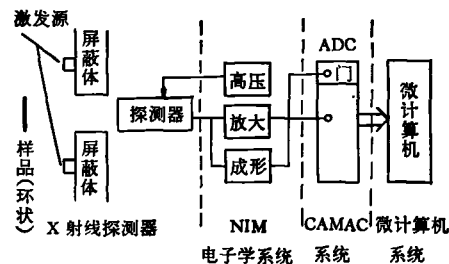 激发源
屏蔽体
ADC
高压
门
探测器
放大
微计算机
样品(环状)
屏蔽体
成形
X 射线探测器
NIM
CAMAC
微计算机
电子学系统
系统
系统